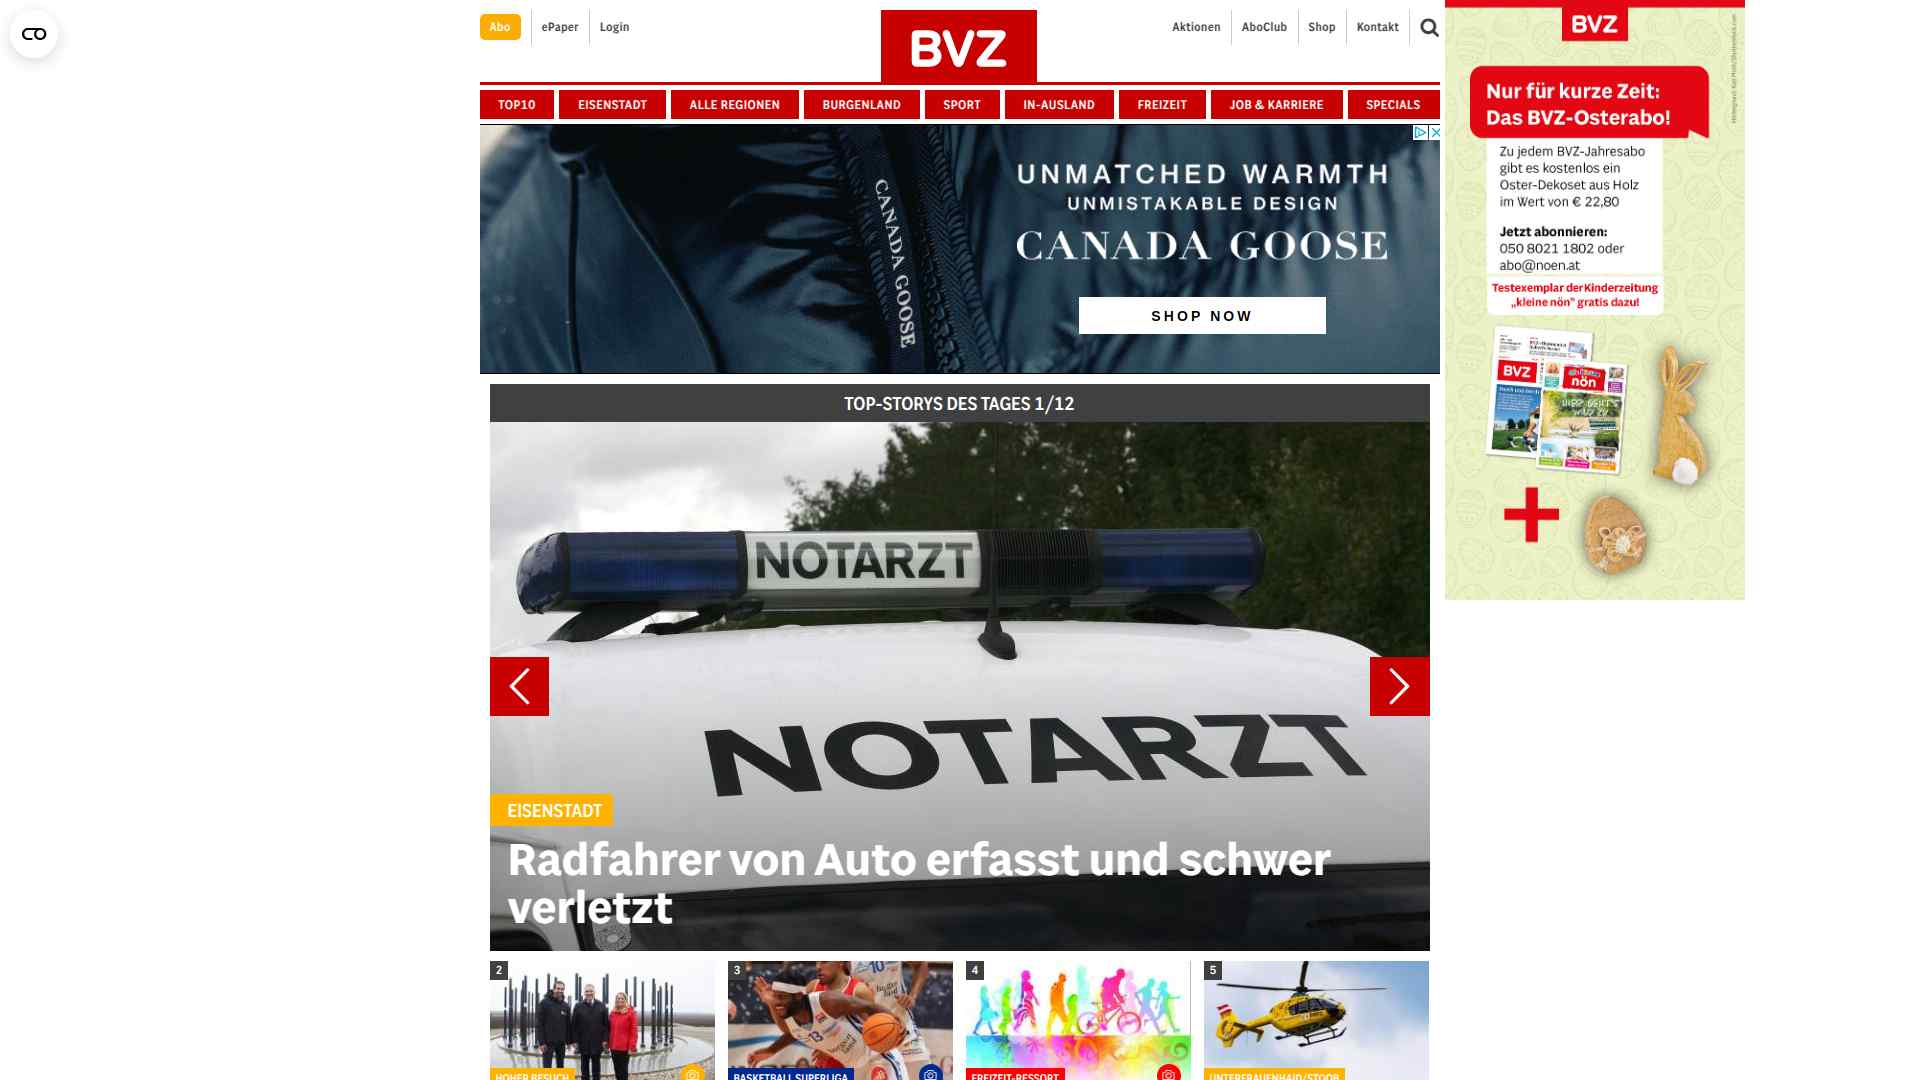 Abo
ePaper
Login
BVZ
Aktionen
AboClub
Shop
Kontakt
TOP10
EISENSTADT
ALLE REGIONEN
BURGENLAND
SPORT
IN-AUSLAND
FREIZEIT
JOB & KARRIERE
SPECIALS
CANADA GOOSE
UNMATCHED WARMTH
UNMISTAKABLE DESIGN
CANADA GOOSE
SHOP NOW
BVZ
Nur für kurze Zeit:
Das BVZ-Osterabo!
Zu jedem BVZ-Jahresabo
gibt es kostenlos ein
Oster-Dekoset aus Holz
im Wert von € 22,80
Jetzt abonnieren:
050 8021 1802 oder
abo@noen.at
Testexemplar der Kinderzeitung
„kleine nön" gratis dazu!
BVZ
nön
TOP-STORYS DES TAGES 1/12
NOTARZT
NOTARZT
EISENSTADT
Radfahrer von Auto erfasst und schwer
verletzt
2
3
4
5
HOHER BESUCH
BASKETBALL SUPERLIGA
FREIZEIT-RESSORT
UNTERFRAUENHAID/STOOB